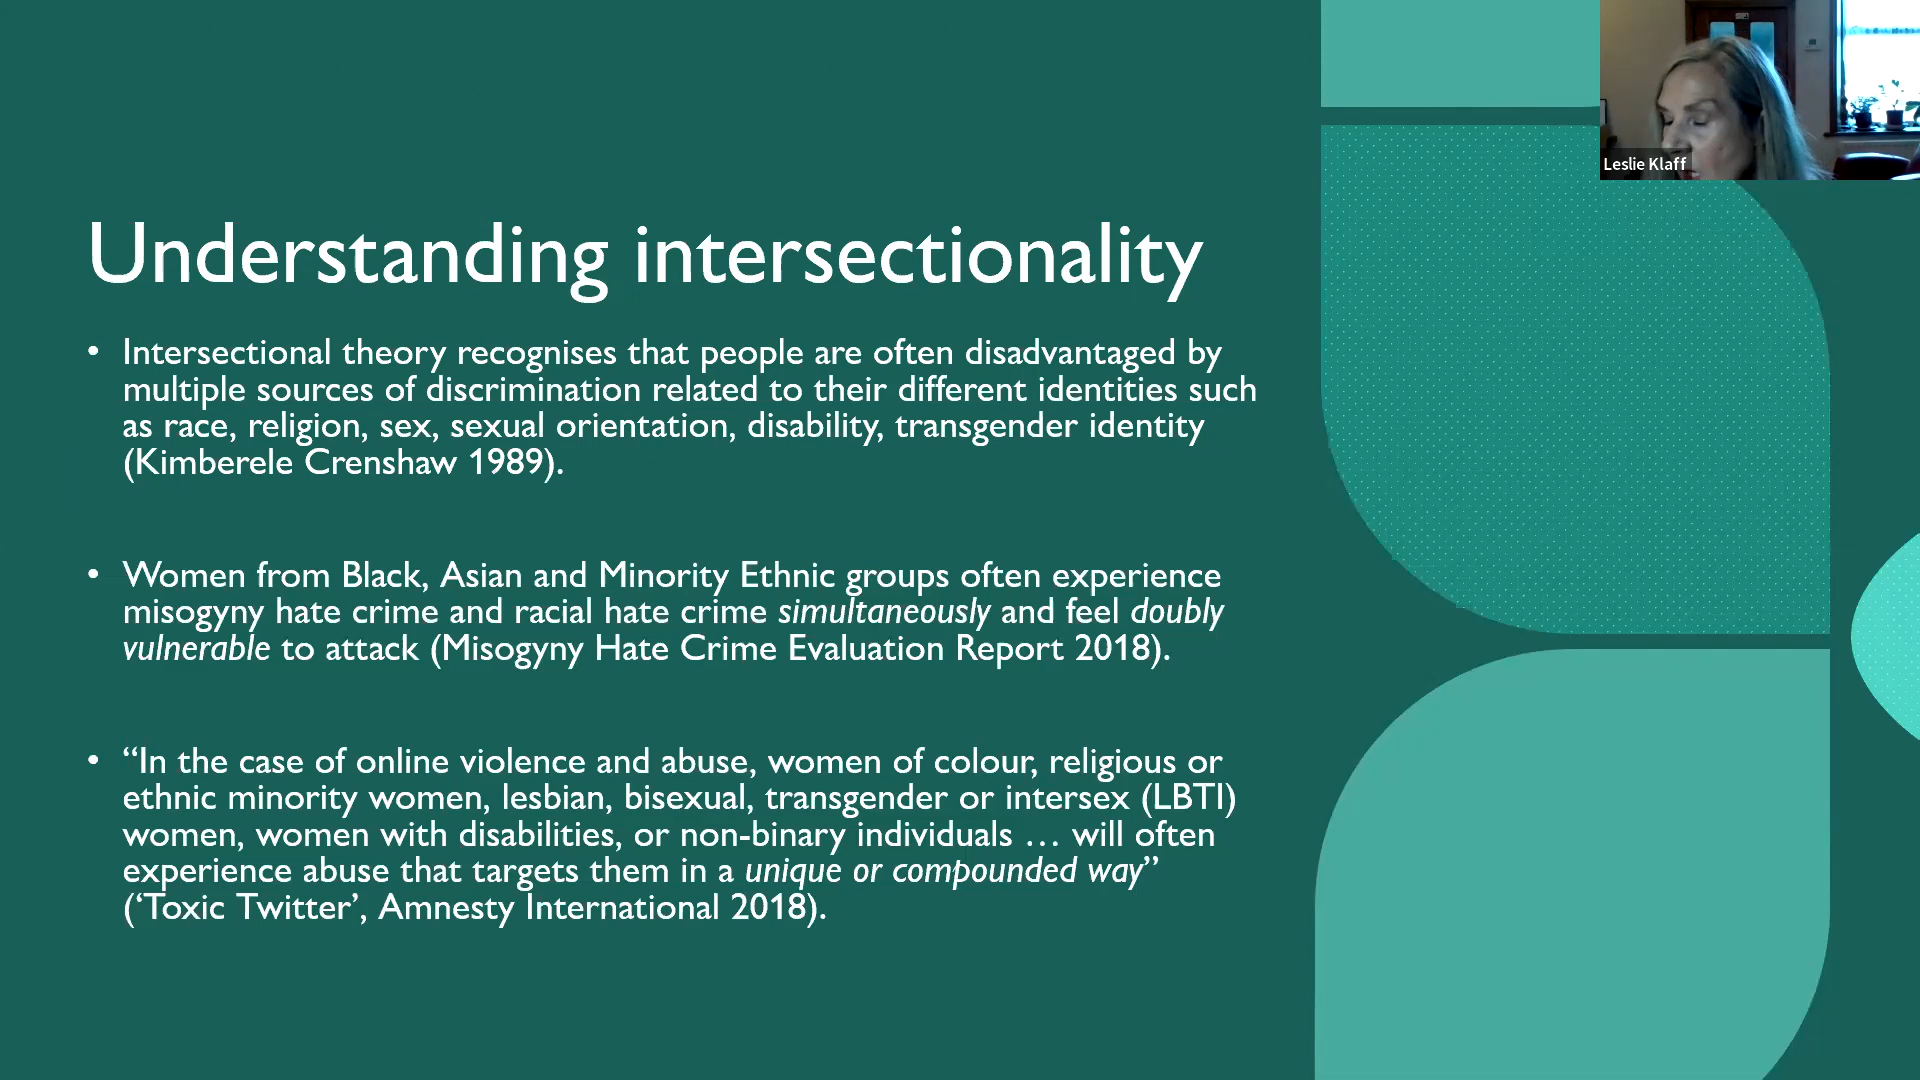 Leslie Klaff
Understanding intersectionality
• Intersectional theory recognises that people are often disadvantaged by
multiple sources of discrimination related to their different identities such
as race, religion, sex, sexual orientation, disability, transgender identity
(Kimberele Crenshaw 1989).
• Women from Black, Asian and Minority Ethnic groups often experience
misogyny hate crime and racial hate crime simultaneously and feel doubly
vulnerable to attack (Misogyny Hate Crime Evaluation Report 2018).
• “In the case of online violence and abuse, women of colour, religious or
ethnic minority women, lesbian, bisexual, transgender or intersex (LBTI)
women, women with disabilities, or non-binary individuals … will often
experience abuse that targets them in a unique or compounded way”
(‘Toxic Twitter’, Amnesty International 2018).